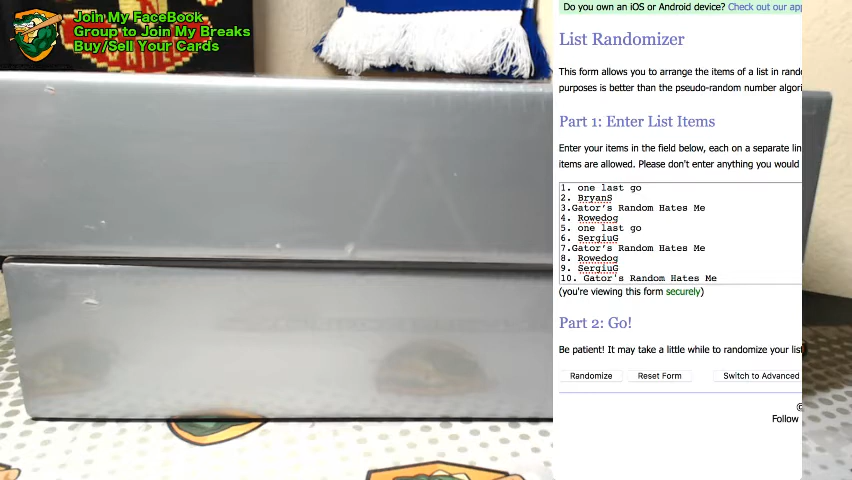 Join My FaceBook
Group to Join My Breaks
Buy/Sell Your Cards
Do you own an iOS or Android device? Check out our app
List Randomizer
This form allows you to arrange the items of a list in rand
purposes is better than the pseudo-random number algori
Part 1: Enter List Items
Enter your items in the field below, each on a separate lin
items are allowed. Please don't enter anything you would
1. one last go
2. BryanS
3.Gator's Random Hates Me
4. Rowedog
5. one last go
6. SergiuG
7.Gator's Random Hates Me
8. Rowedog
9. SergiuG
10. Gator's Random Hates Me
(you're viewing this form securely)
Part 2: Go!
Be patient! It may take a little while to randomize your list
Randomize Reset Form Switch to Advanced
©
Follow